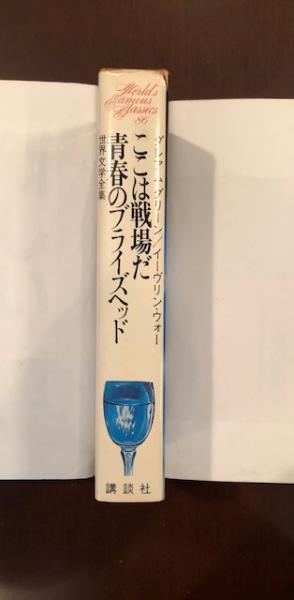 World's
Famous
Classics
86
グレアム・グリーン/イーヴリン・ウォー
ここは戦場だ
青春のブライズヘッド
世界文学全集
講談社